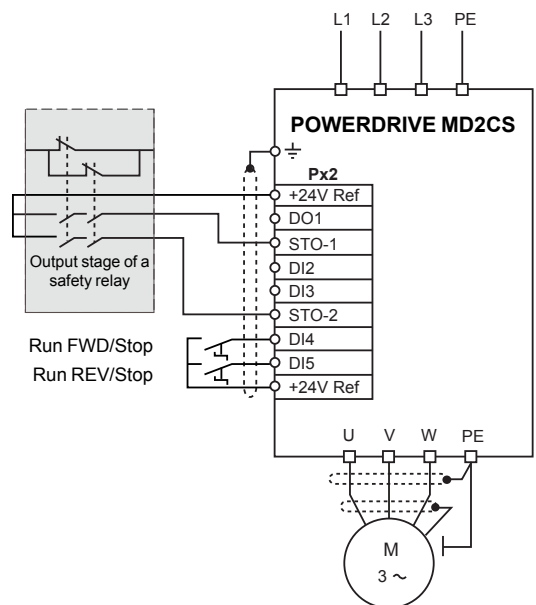 L1 L2 L3 PE
POWERDRIVE MD2CS
Px2
+24V Ref
DO1
STO-1
DI2
DI3
STO-2
DI4
DI5
+24V Ref
Output stage of a
safety relay
Run FWD/Stop
Run REV/Stop
U V W PE
M
3 ~